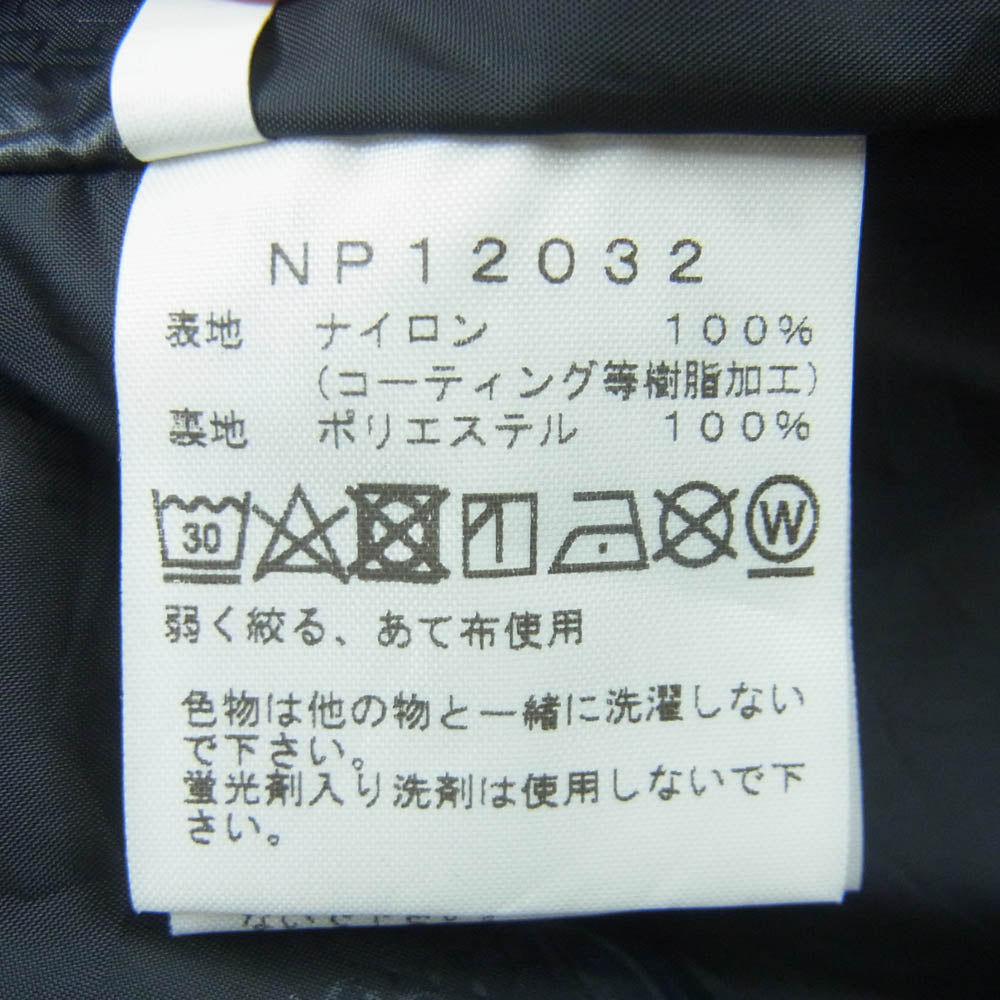 NP12032
表地 ナイロン 100%
(コーティング等樹脂加工)
裏地 ポリエステル 100%
30 W
弱く絞る、あて布使用
色物は他の物と一緒に洗濯しない
で下さい。
蛍光剤入り洗剤は使用しないで下
さい。